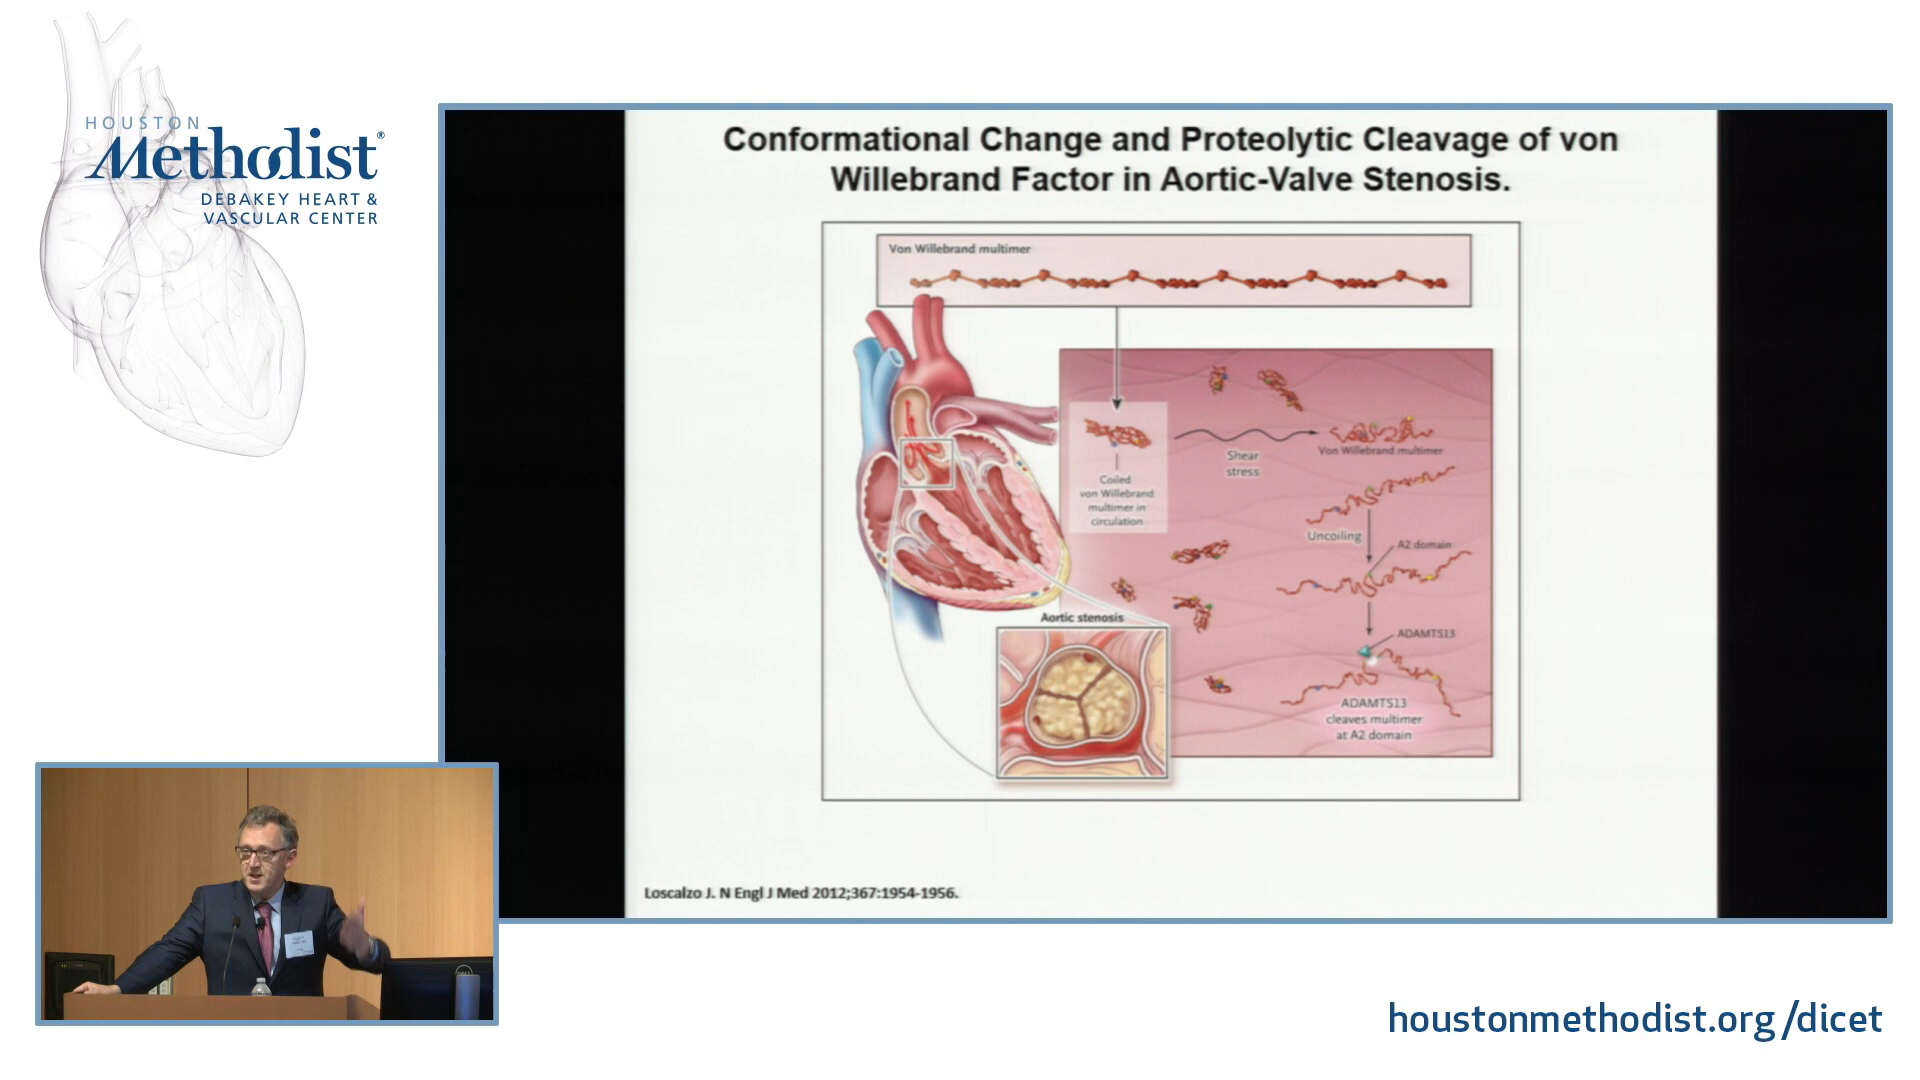 HOUSTON
Methodist®
DEBAKEY HEART &
VASCULAR CENTER
Conformational Change and Proteolytic Cleavage of von
Willebrand Factor in Aortic-Valve Stenosis.
Von Willebrand multimer
Coiled
von Willebrand
multimer in
circulation
Shear
stress
Von Willebrand multimer
Uncoiling
A2 domain
ADAMTS13
ADAMTS13
cleaves multimer
at A2 domain
Aortic stenosis
Loscalzo J. N Engl J Med 2012;367:1954-1956.
houstonmethodist.org/dicet